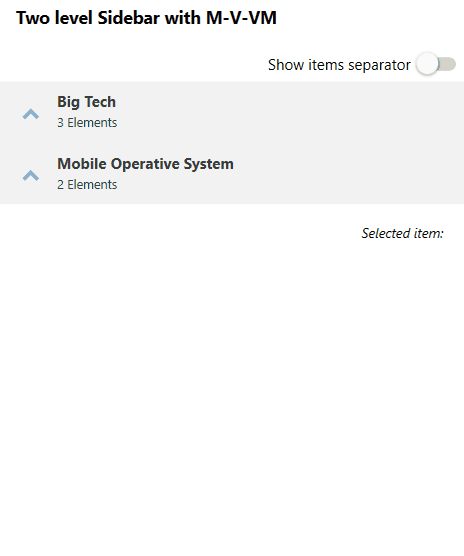 Two level Sidebar with M-V-VM
Show items separator
Big Tech
3 Elements
Mobile Operative System
2 Elements
Selected item: